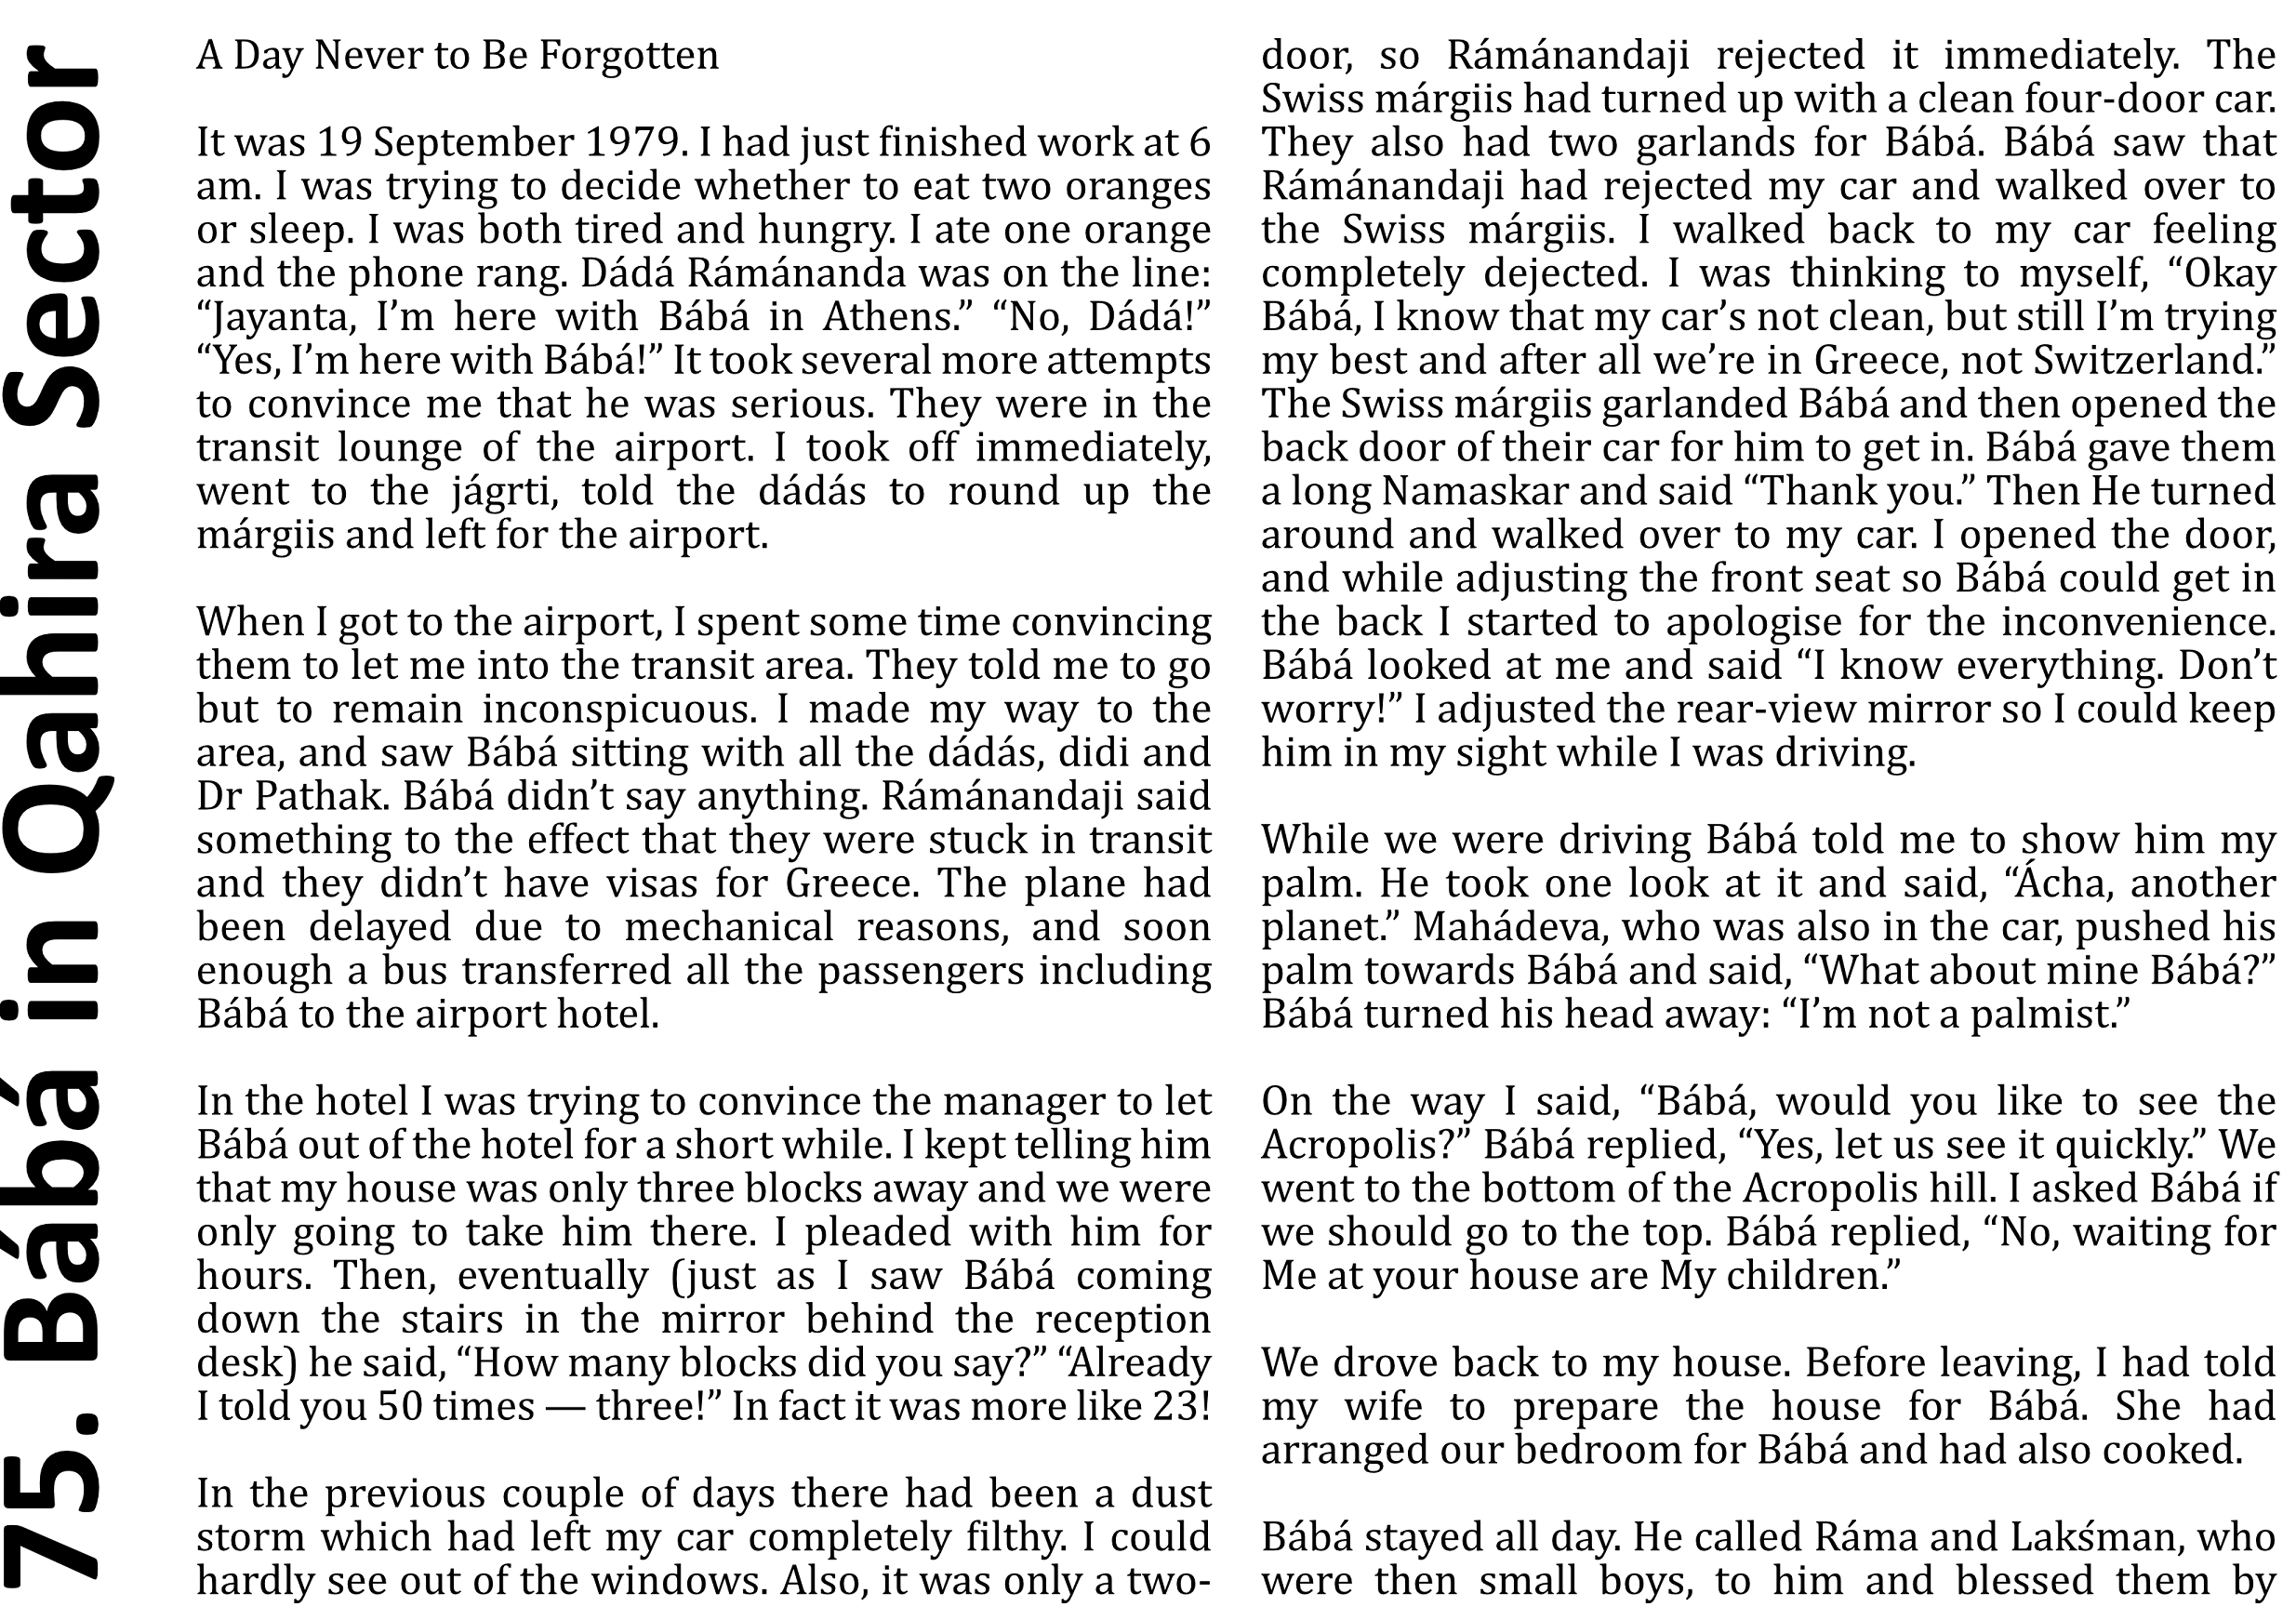 75. Bábá in Qahira Sector
A Day Never to Be Forgotten
It was 19 September 1979. I had just finished work at 6
am. I was trying to decide whether to eat two oranges
or sleep. I was both tired and hungry. I ate one orange
and the phone rang. Dádá Rámánanda was on the line:
“Jayanta, I’m here with Bábá in Athens.” “No, Dádá!”
“Yes, I’m here with Bábá!” It took several more attempts
to convince me that he was serious. They were in the
transit lounge of the airport. I took off immediately,
went to the jágrti, told the dádás to round up the
márgiis and left for the airport.
When I got to the airport, I spent some time convincing
them to let me into the transit area. They told me to go
but to remain inconspicuous. I made my way to the
area, and saw Bábá sitting with all the dádás, didi and
Dr Pathak. Bábá didn’t say anything. Rámánandaji said
something to the effect that they were stuck in transit
and they didn’t have visas for Greece. The plane had
been delayed due to mechanical reasons, and soon
enough a bus transferred all the passengers including
Bábá to the airport hotel.
In the hotel I was trying to convince the manager to let
Bábá out of the hotel for a short while. I kept telling him
that my house was only three blocks away and we were
only going to take him there. I pleaded with him for
hours. Then, eventually (just as I saw Bábá coming
down the stairs in the mirror behind the reception
desk) he said, “How many blocks did you say?” “Already
I told you 50 times — three!” In fact it was more like 23!
In the previous couple of days there had been a dust
storm which had left my car completely filthy. I could
hardly see out of the windows. Also, it was only a two-
door, so Rámánandaji rejected it immediately. The
Swiss márgiis had turned up with a clean four-door car.
They also had two garlands for Bábá. Bábá saw that
Rámánandaji had rejected my car and walked over to
the Swiss márgiis. I walked back to my car feeling
completely dejected. I was thinking to myself, “Okay
Bábá, I know that my car’s not clean, but still I’m trying
my best and after all we’re in Greece, not Switzerland.”
The Swiss márgiis garlanded Bábá and then opened the
back door of their car for him to get in. Bábá gave them
a long Namaskar and said “Thank you.” Then He turned
around and walked over to my car. I opened the door,
and while adjusting the front seat so Bábá could get in
the back I started to apologise for the inconvenience.
Bábá looked at me and said “I know everything. Don’t
worry!” I adjusted the rear-view mirror so I could keep
him in my sight while I was driving.
While we were driving Bábá told me to show him my
palm. He took one look at it and said, “Ácha, another
planet.” Mahádeva, who was also in the car, pushed his
palm towards Bábá and said, “What about mine Bábá?”
Bábá turned his head away: “I’m not a palmist.”
On the way I said, “Bábá, would you like to see the
Acropolis?” Bábá replied, “Yes, let us see it quickly.” We
went to the bottom of the Acropolis hill. I asked Bábá if
we should go to the top. Bábá replied, “No, waiting for
Me at your house are My children.”
We drove back to my house. Before leaving, I had told
my wife to prepare the house for Bábá. She had
arranged our bedroom for Bábá and had also cooked.
Bábá stayed all day. He called Ráma and Lakśman, who
were then small boys, to him and blessed them by